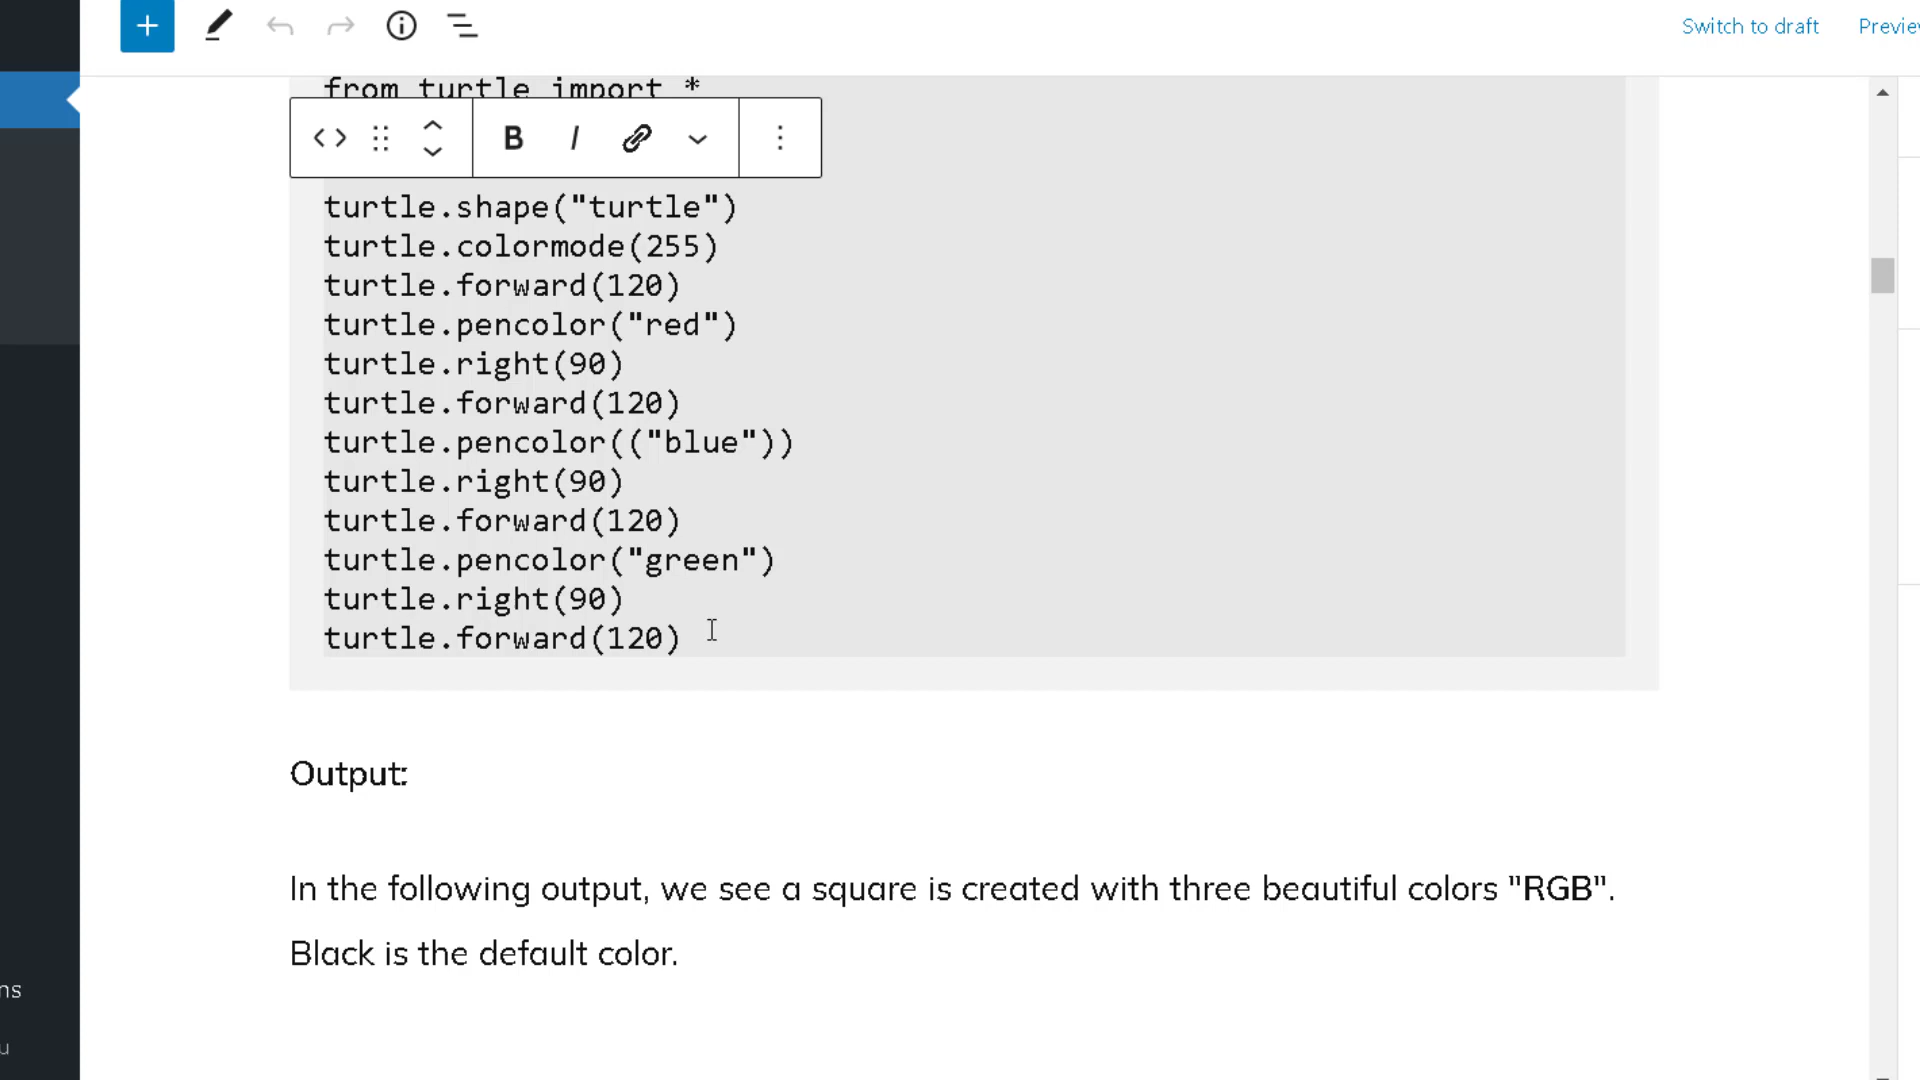 Switch to draft
Preview
from turtle import *
B I
turtle.shape("turtle")
turtle.colormode(255)
turtle.forward(120)
turtle.pencolor("red")
turtle.right(90)
turtle.forward(120)
turtle.pencolor(("blue"))
turtle.right(90)
turtle.forward(120)
turtle.pencolor("green")
turtle.right(90)
turtle.forward(120)
Output:
In the following output, we see a square is created with three beautiful colors "RGB".
Black is the default color.
ns
u